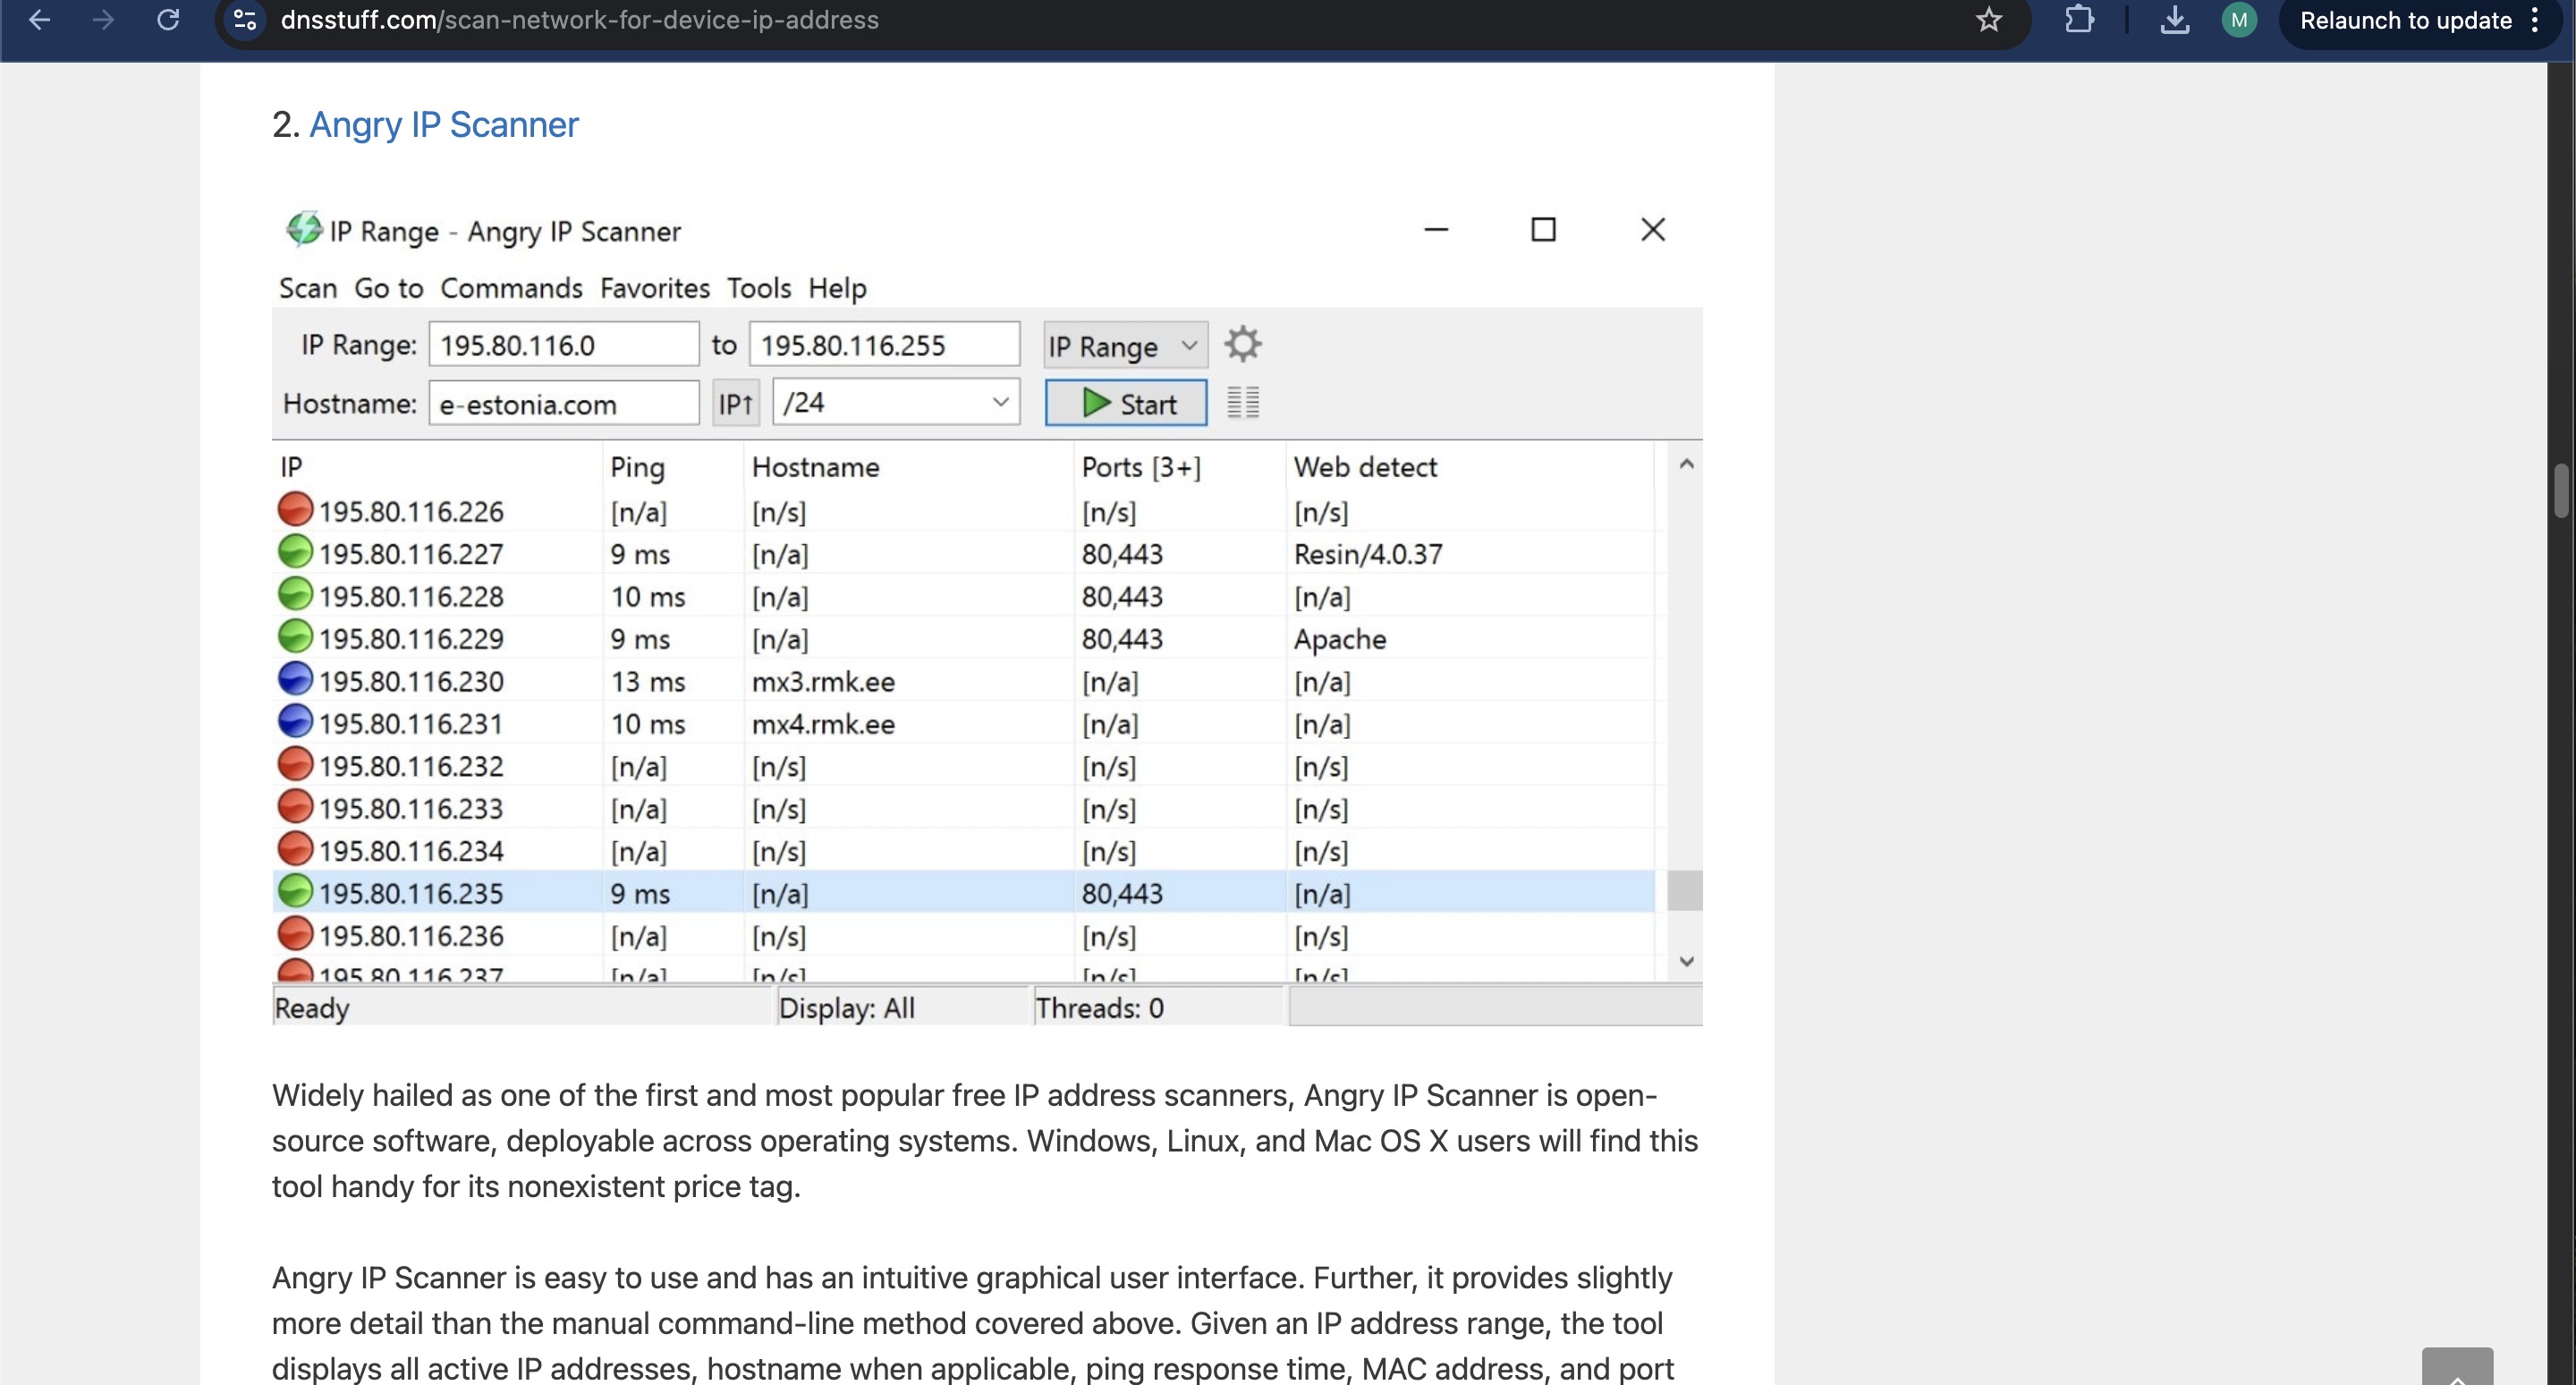 dnsstuff.com/scan-network-for-device-ip-address
M
Relaunch to update
2. Angry IP Scanner
IP Range - Angry IP Scanner
Scan Go to Commands Favorites Tools Help
IP Range: 195.80.116.0 to 195.80.116.255 IP Range
Hostname: e-estonia.com IP↑ /24 Start
IP Ping Hostname Ports [3+] Web detect
195.80.116.226 [n/a] [n/s] [n/s] [n/s]
195.80.116.227 9 ms [n/a] 80,443 Resin/4.0.37
195.80.116.228 10 ms [n/a] 80,443 [n/a]
195.80.116.229 9 ms [n/a] 80,443 Apache
195.80.116.230 13 ms mx3.rmk.ee [n/a] [n/a]
195.80.116.231 10 ms mx4.rmk.ee [n/a] [n/a]
195.80.116.232 [n/a] [n/s] [n/s] [n/s]
195.80.116.233 [n/a] [n/s] [n/s] [n/s]
195.80.116.234 [n/a] [n/s] [n/s] [n/s]
195.80.116.235 9 ms [n/a] 80,443 [n/a]
195.80.116.236 [n/a] [n/s] [n/s] [n/s]
195.80.116.237 [n/a] [n/s] [n/s] [n/s]
Ready Display: All Threads: 0
Widely hailed as one of the first and most popular free IP address scanners, Angry IP Scanner is open-
source software, deployable across operating systems. Windows, Linux, and Mac OS X users will find this
tool handy for its nonexistent price tag.
Angry IP Scanner is easy to use and has an intuitive graphical user interface. Further, it provides slightly
more detail than the manual command-line method covered above. Given an IP address range, the tool
displays all active IP addresses, hostname when applicable, ping response time, MAC address, and port